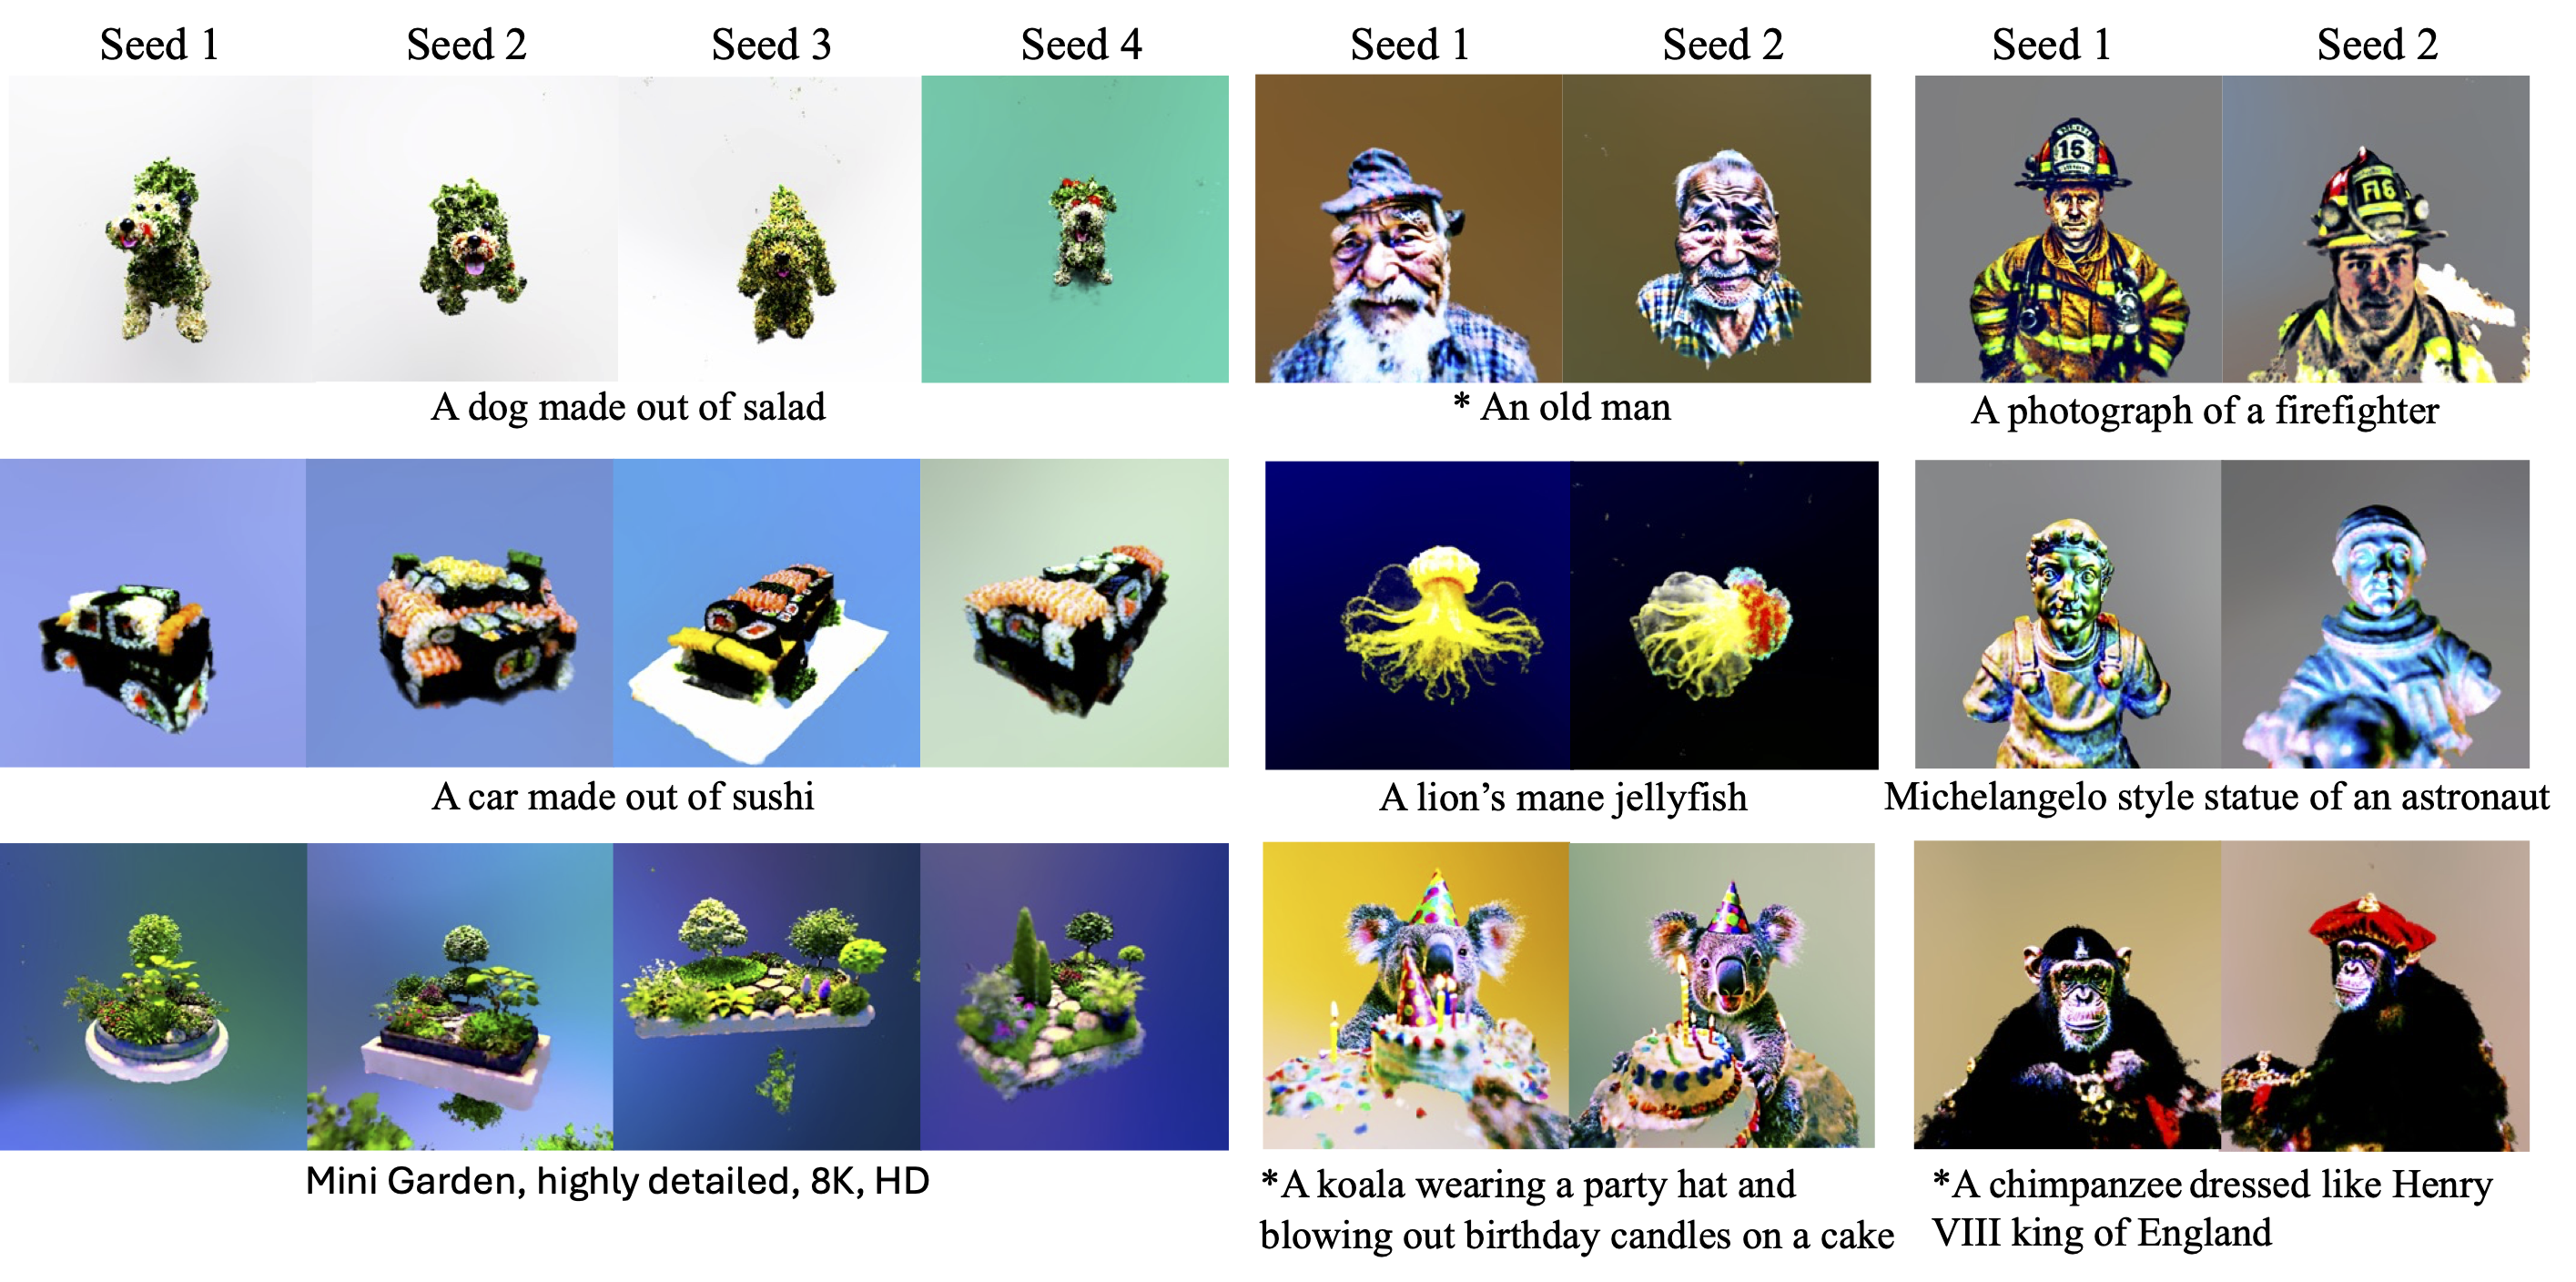 Seed 1 Seed 2 Seed 3 Seed 4 Seed 1 Seed 2 Seed 1 Seed 2
16
F16
A dog made out of salad
* An old man
A photograph of a firefighter
A car made out of sushi
A lion's mane jellyfish
Michelangelo style statue of an astronaut
Mini Garden, highly detailed, 8K, HD
*A koala wearing a party hat and
blowing out birthday candles on a cake
*A chimpanzee dressed like Henry
VIII king of England